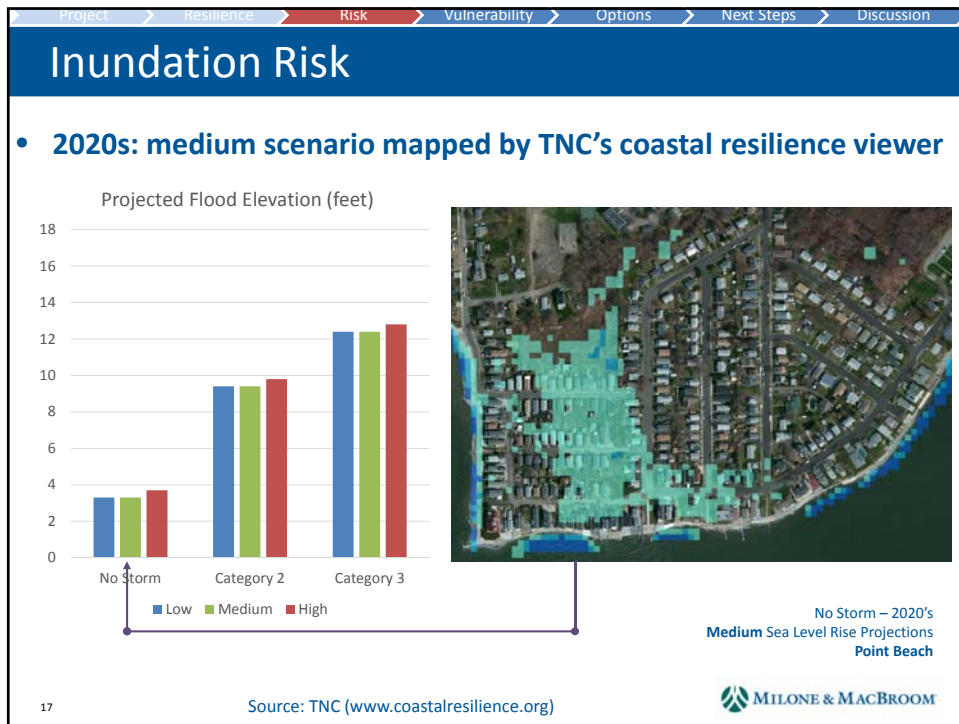 Project Resilience Risk Vulnerability Options Next Steps Discussion
Inundation Risk
• 2020s: medium scenario mapped by TNC's coastal resilience viewer
Projected Flood Elevation (feet)
18
16
14
12
10
8
6
4
2
0
No Storm Category 2 Category 3
Low Medium High
No Storm – 2020's
Medium Sea Level Rise Projections
Point Beach
17
Source: TNC (www.coastalresilience.org)
MILONE & MACBROOM